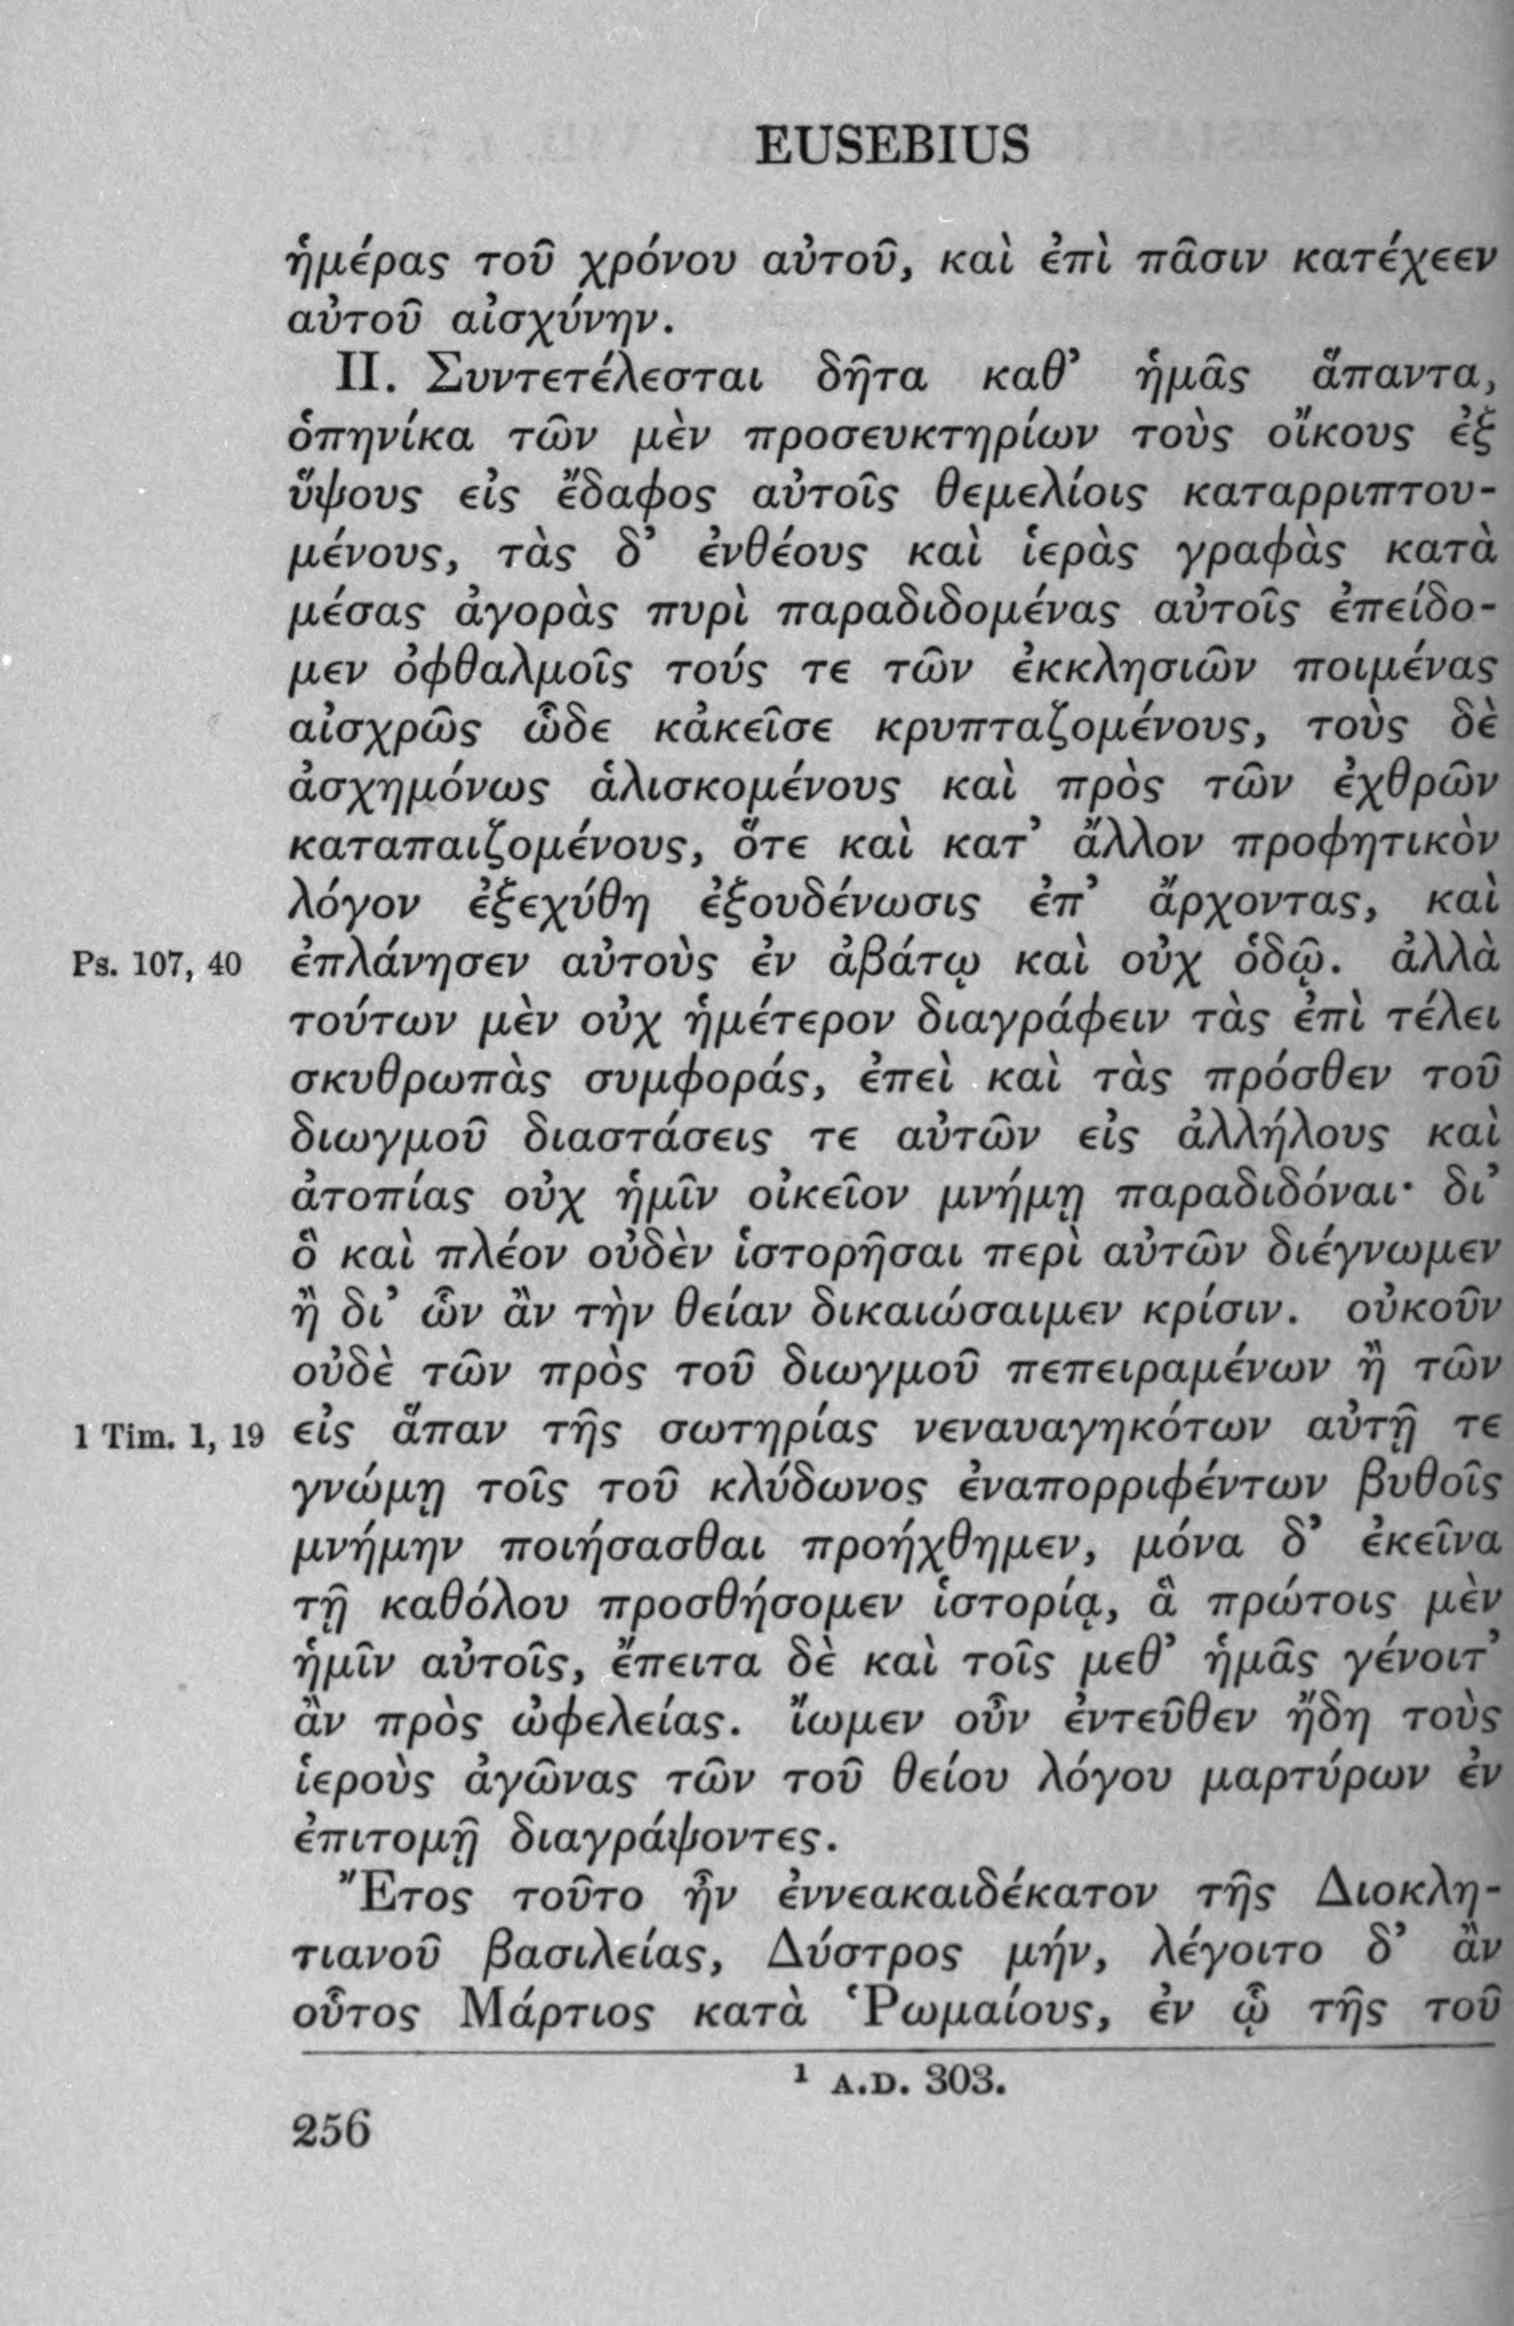 EUSEBIUS
ἡμέρας τοῦ χρόνου αὐτοῦ, καὶ ἐπὶ πᾶσιν κατέχεεν
αὐτοῦ αἰσχύνην.
II. Συντετέλεσται δῆτα καθ’ ἡμᾶς ἅπαντα,
ὁπηνίκα τῶν μὲν προσευκτηρίων τοὺς οἴκους ἐξ
ὕψους εἰς ἔδαφος αὐτοῖς θεμελίοις καταρριπτου-
μένους, τὰς δ’ ἐνθέους καὶ ἱερὰς γραφὰς κατὰ
μέσας ἀγορὰς πυρὶ παραδιδομένας αὐτοῖς ἐπείδο-
μεν ὀφθαλμοῖς τούς τε τῶν ἐκκλησιῶν ποιμένας
αἰσχρῶς ὧδε κἀκεῖσε κρυπταζομένους, τοὺς δὲ
ἀσχημόνως ἁλισκομένους καὶ πρὸς τῶν ἐχθρῶν
καταπαιζομένους, ὅτε καὶ κατ’ ἄλλον προφητικὸν
λόγον ἐξεχύθη ἐξουδένωσις ἐπ’ ἄρχοντας, καὶ
Ps. 107, 40 ἐπλάνησεν αὐτοὺς ἐν ἀβάτῳ καὶ οὐχ ὁδῷ. ἀλλὰ
τούτων μὲν οὐχ ἡμέτερον διαγράφειν τὰς ἐπὶ τέλει
σκυθρωπὰς συμφοράς, ἐπεὶ καὶ τὰς πρόσθεν τοῦ
διωγμοῦ διαστάσεις τε αὐτῶν εἰς ἀλλήλους καὶ
ἀτοπίας οὐχ ἡμῖν οἰκεῖον μνήμῃ παραδιδόναι· δι’
ὃ καὶ πλέον οὐδὲν ἱστορῆσαι περὶ αὐτῶν διέγνωμεν
ἢ δι’ ὧν ἂν τὴν θείαν δικαιώσαιμεν κρίσιν. οὐκοῦν
οὐδὲ τῶν πρὸς τοῦ διωγμοῦ πεπειραμένων ἢ τῶν
1 Tim. 1, 19 εἰς ἅπαν τῆς σωτηρίας νεναυαγηκότων αὐτῇ τε
γνώμῃ τοῖς τοῦ κλύδωνος ἐναπορριφέντων βυθοῖς
μνήμην ποιήσασθαι προήχθημεν, μόνα δ’ ἐκεῖνα
τῇ καθόλου προσθήσομεν ἱστορίᾳ, ἃ πρώτοις μὲν
ἡμῖν αὐτοῖς, ἔπειτα δὲ καὶ τοῖς μεθ’ ἡμᾶς γένοιτ’
ἂν πρὸς ὠφελείας. ἴωμεν οὖν ἐντεῦθεν ἤδη τοὺς
ἱεροὺς ἀγῶνας τῶν τοῦ θείου λόγου μαρτύρων ἐν
ἐπιτομῇ διαγράψοντες.
Ἔτος τοῦτο ἦν ἐννεακαιδέκατον τῆς Διοκλη-
τιανοῦ βασιλείας, Δύστρος μήν, λέγοιτο δ’ ἂν
οὗτος Μάρτιος κατὰ Ῥωμαίους, ἐν ᾧ τῆς τοῦ
¹ A.D. 303.
256